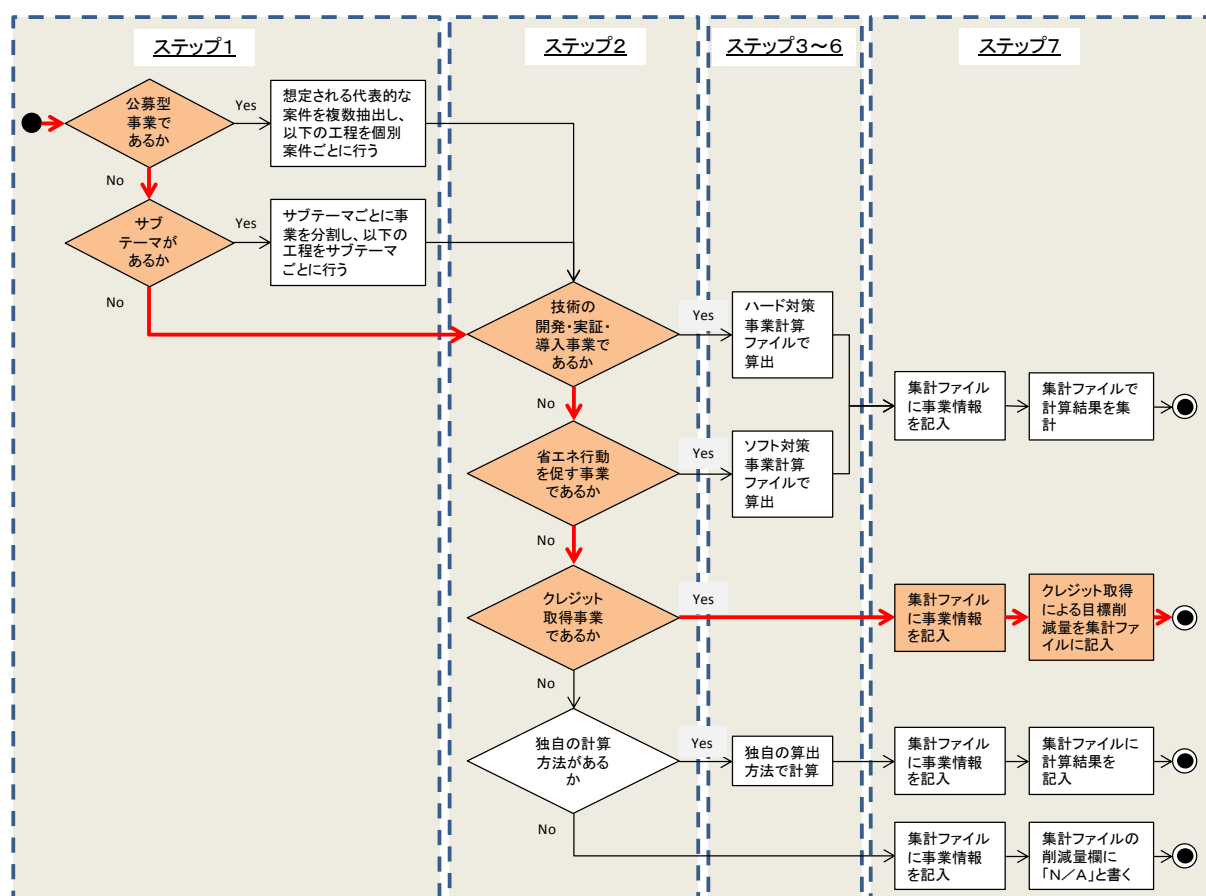 ステップ1
ステップ2
ステップ3~6
ステップ7
公募型
事業で
あるか
Yes
想定される代表的な
案件を複数抽出し、
以下の工程を個別
案件ごとに行う
No
サブ
テーマが
あるか
Yes
サブテーマごとに事
業を分割し、以下の
工程をサブテーマ
ごとに行う
No
技術の
開発・実証・
導入事業で
あるか
Yes
ハード対策
事業計算
ファイルで
算出
No
集計ファイル
に事業情報
を記入
集計ファイルで
計算結果を集
計
省エネ行動
を促す事業
であるか
Yes
ソフト対策
事業計算
ファイルで
算出
No
クレジット
取得事業
であるか
Yes
集計ファイル
に事業情報
を記入
クレジット取得
による目標削
減量を集計ファ
イルに記入
No
独自の計算
方法がある
か
Yes
独自の算出
方法で計算
集計ファイル
に事業情報
を記入
集計ファイルに
計算結果を
記入
No
集計ファイル
に事業情報
を記入
集計ファイルの
削減量欄に
「N/A」と書く